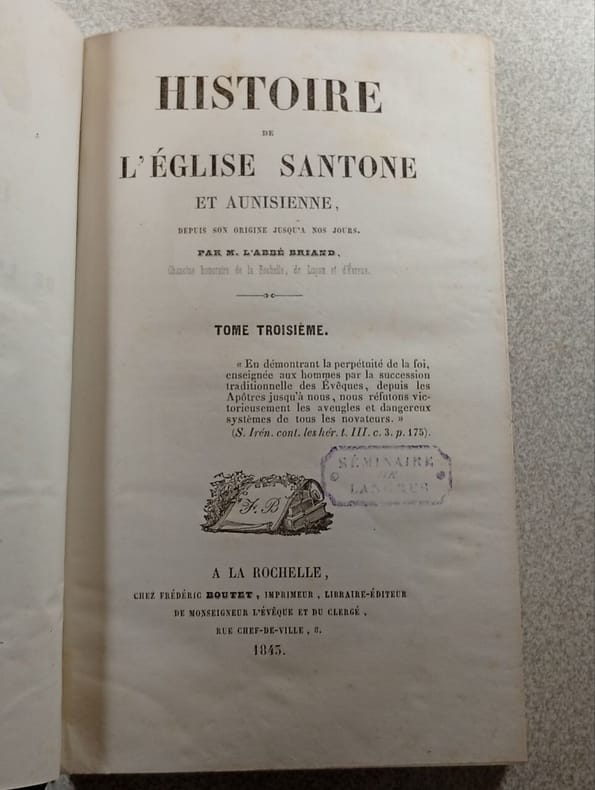 HISTOIRE
DE
L'ÉGLISE SANTONE
ET AUNISIENNE,
DEPUIS SON ORIGINE JUSQU'A NOS JOURS.
PAR M. L'ABBÉ BRIAND,
Chanoine honoraire de la Rochelle, de Luçon et d'Évreux.
TOME TROISIÈME.
« En démontrant la perpétuité de la foi,
enseignée aux hommes par la succession
traditionnelle des Évêques, depuis les
Apôtres jusqu'à nous, nous réfutons vic-
torieusement les aveugles et dangereux
systèmes de tous les novateurs. »
(S. Irén. cont. les hér. t. III. c. 3. p. 175).
SÉMINAIRE
DE
LANGRES
F. B
A LA ROCHELLE,
CHEZ FRÉDÉRIC BOUTET, IMPRIMEUR, LIBRAIRE-ÉDITEUR
DE MONSEIGNEUR L'ÉVÊQUE ET DU CLERGÉ,
RUE CHEF-DE-VILLE, 8.
1843.